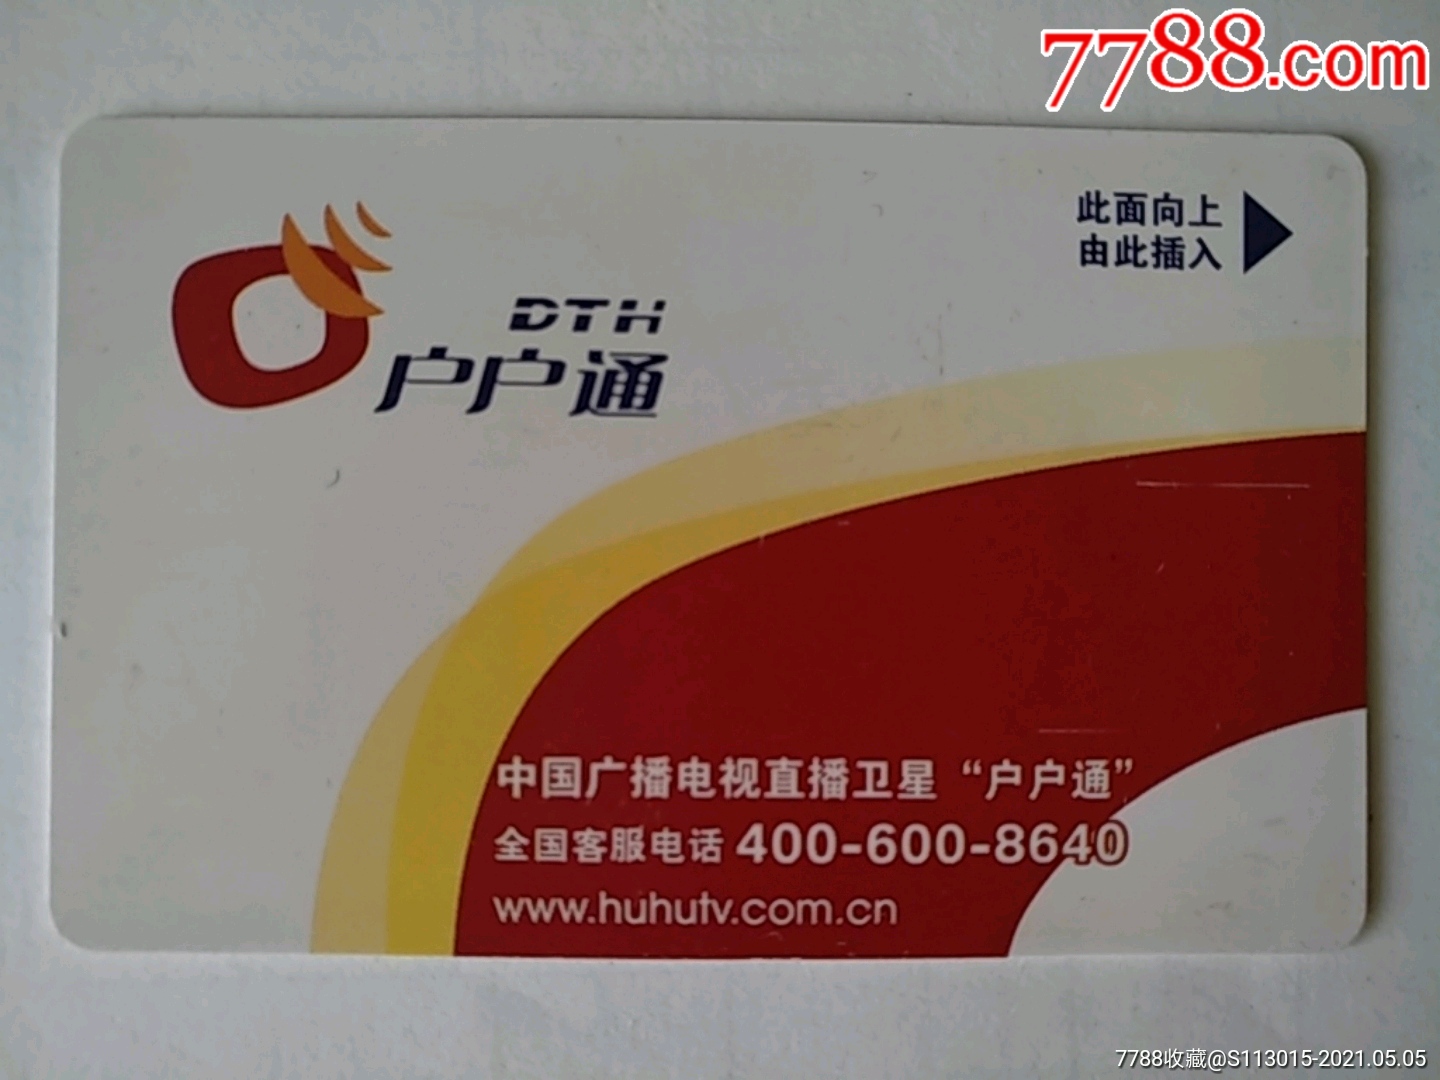 7788.com
此面向上
由此插入
DTH
户户通
中国广播电视直播卫星“户户通”
全国客服电话 400-600-8640
www.huhutv.com.cn
7788收藏@S113015-2021.05.05